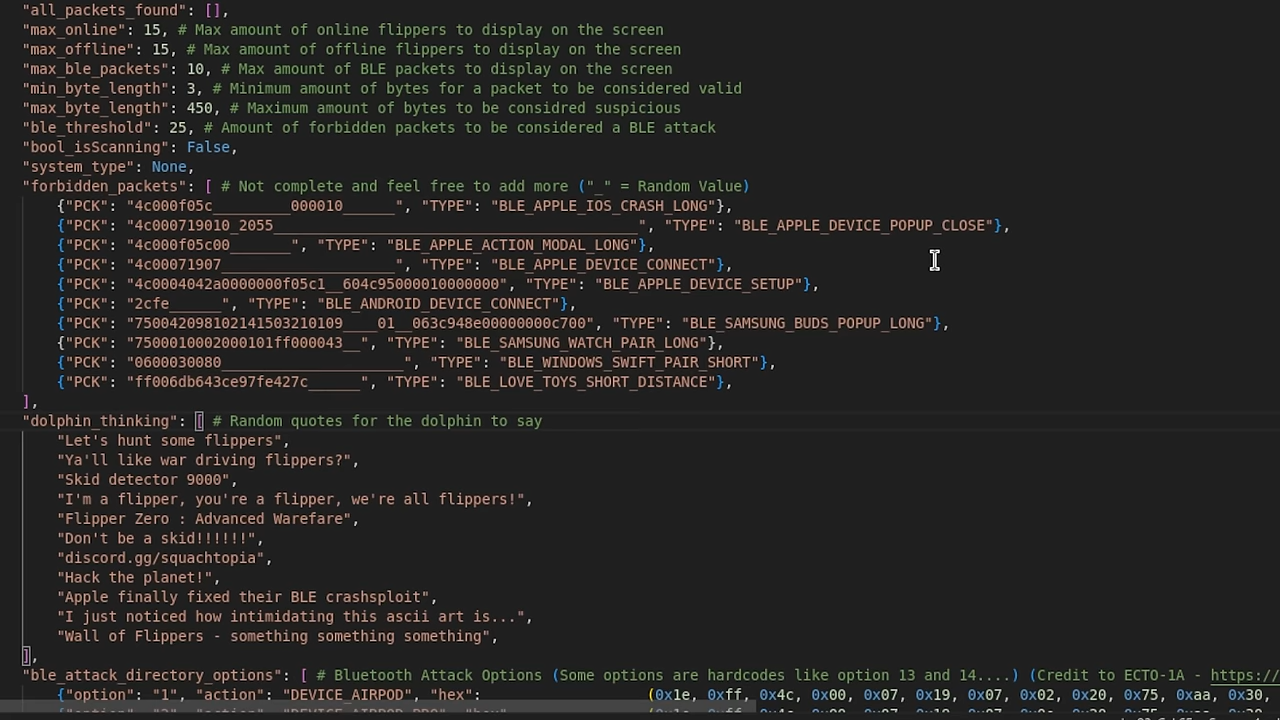 "all_packets_found": [],
"max_online": 15, # Max amount of online flippers to display on the screen
"max_offline": 15, # Max amount of offline flippers to display on the screen
"max_ble_packets": 10, # Max amount of BLE packets to display on the screen
"min_byte_length": 3, # Minimum amount of bytes for a packet to be considered valid
"max_byte_length": 450, # Maximum amount of bytes to be considred suspicious
"ble_threshold": 25, # Amount of forbidden packets to be considered a BLE attack
"bool_isScanning": False,
"system_type": None,
"forbidden_packets": [ # Not complete and feel free to add more ("_" = Random Value)
{"PCK": "4c000f05c_________000010______", "TYPE": "BLE_APPLE_IOS_CRASH_LONG"},
{"PCK": "4c000719010_2055__________________________________________", "TYPE": "BLE_APPLE_DEVICE_POPUP_CLOSE"},
{"PCK": "4c000f05c00_______", "TYPE": "BLE_APPLE_ACTION_MODAL_LONG"},
{"PCK": "4c00071907____________________", "TYPE": "BLE_APPLE_DEVICE_CONNECT"},
{"PCK": "4c0004042a0000000f05c1__604c95000010000000", "TYPE": "BLE_APPLE_DEVICE_SETUP"},
{"PCK": "2cfe______", "TYPE": "BLE_ANDROID_DEVICE_CONNECT"},
{"PCK": "750042098102141503210109____01__063c948e00000000c700", "TYPE": "BLE_SAMSUNG_BUDS_POPUP_LONG"},
{"PCK": "7500010002000101ff000043__", "TYPE": "BLE_SAMSUNG_WATCH_PAIR_LONG"},
{"PCK": "0600030080_____________________", "TYPE": "BLE_WINDOWS_SWIFT_PAIR_SHORT"},
{"PCK": "ff006db643ce97fe427c______", "TYPE": "BLE_LOVE_TOYS_SHORT_DISTANCE"},
],
"dolphin_thinking": [ # Random quotes for the dolphin to say
"Let's hunt some flippers",
"Ya'll like war driving flippers?",
"Skid detector 9000",
"I'm a flipper, you're a flipper, we're all flippers!",
"Flipper Zero : Advanced Warefare",
"Don't be a skid!!!!!!",
"discord.gg/squachtopia",
"Hack the planet!",
"Apple finally fixed their BLE crashsploit",
"I just noticed how intimidating this ascii art is...",
"Wall of Flippers - something something something",
],
"ble_attack_directory_options": [ # Bluetooth Attack Options (Some options are hardcodes like option 13 and 14....) (Credit to ECTO-1A - https://
{"option": "1", "action": "DEVICE_AIRPOD", "hex": (0x1e, 0xff, 0x4c, 0x00, 0x07, 0x19, 0x07, 0x02, 0x20, 0x75, 0xaa, 0x30,